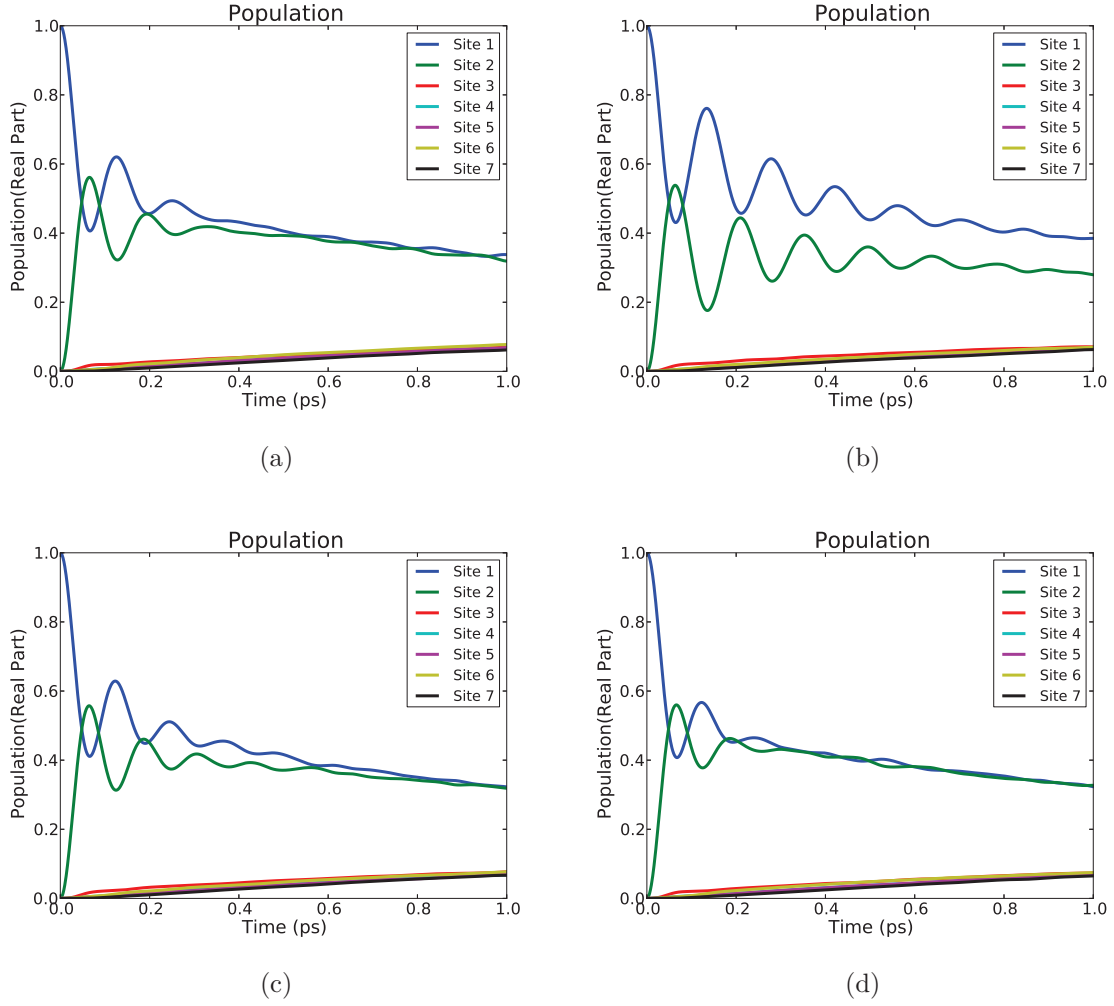 Population
Population(Real Part)
1.0
0.8
0.6
0.4
0.2
0.0
Site 1
Site 2
Site 3
Site 4
Site 5
Site 6
Site 7
0.0 0.2 0.4 0.6 0.8 1.0
Time (ps)
(a)
Population
Population(Real Part)
1.0
0.8
0.6
0.4
0.2
0.0
Site 1
Site 2
Site 3
Site 4
Site 5
Site 6
Site 7
0.0 0.2 0.4 0.6 0.8 1.0
Time (ps)
(b)
Population
Population(Real Part)
1.0
0.8
0.6
0.4
0.2
0.0
Site 1
Site 2
Site 3
Site 4
Site 5
Site 6
Site 7
0.0 0.2 0.4 0.6 0.8 1.0
Time (ps)
(c)
Population
Population(Real Part)
1.0
0.8
0.6
0.4
0.2
0.0
Site 1
Site 2
Site 3
Site 4
Site 5
Site 6
Site 7
0.0 0.2 0.4 0.6 0.8 1.0
Time (ps)
(d)